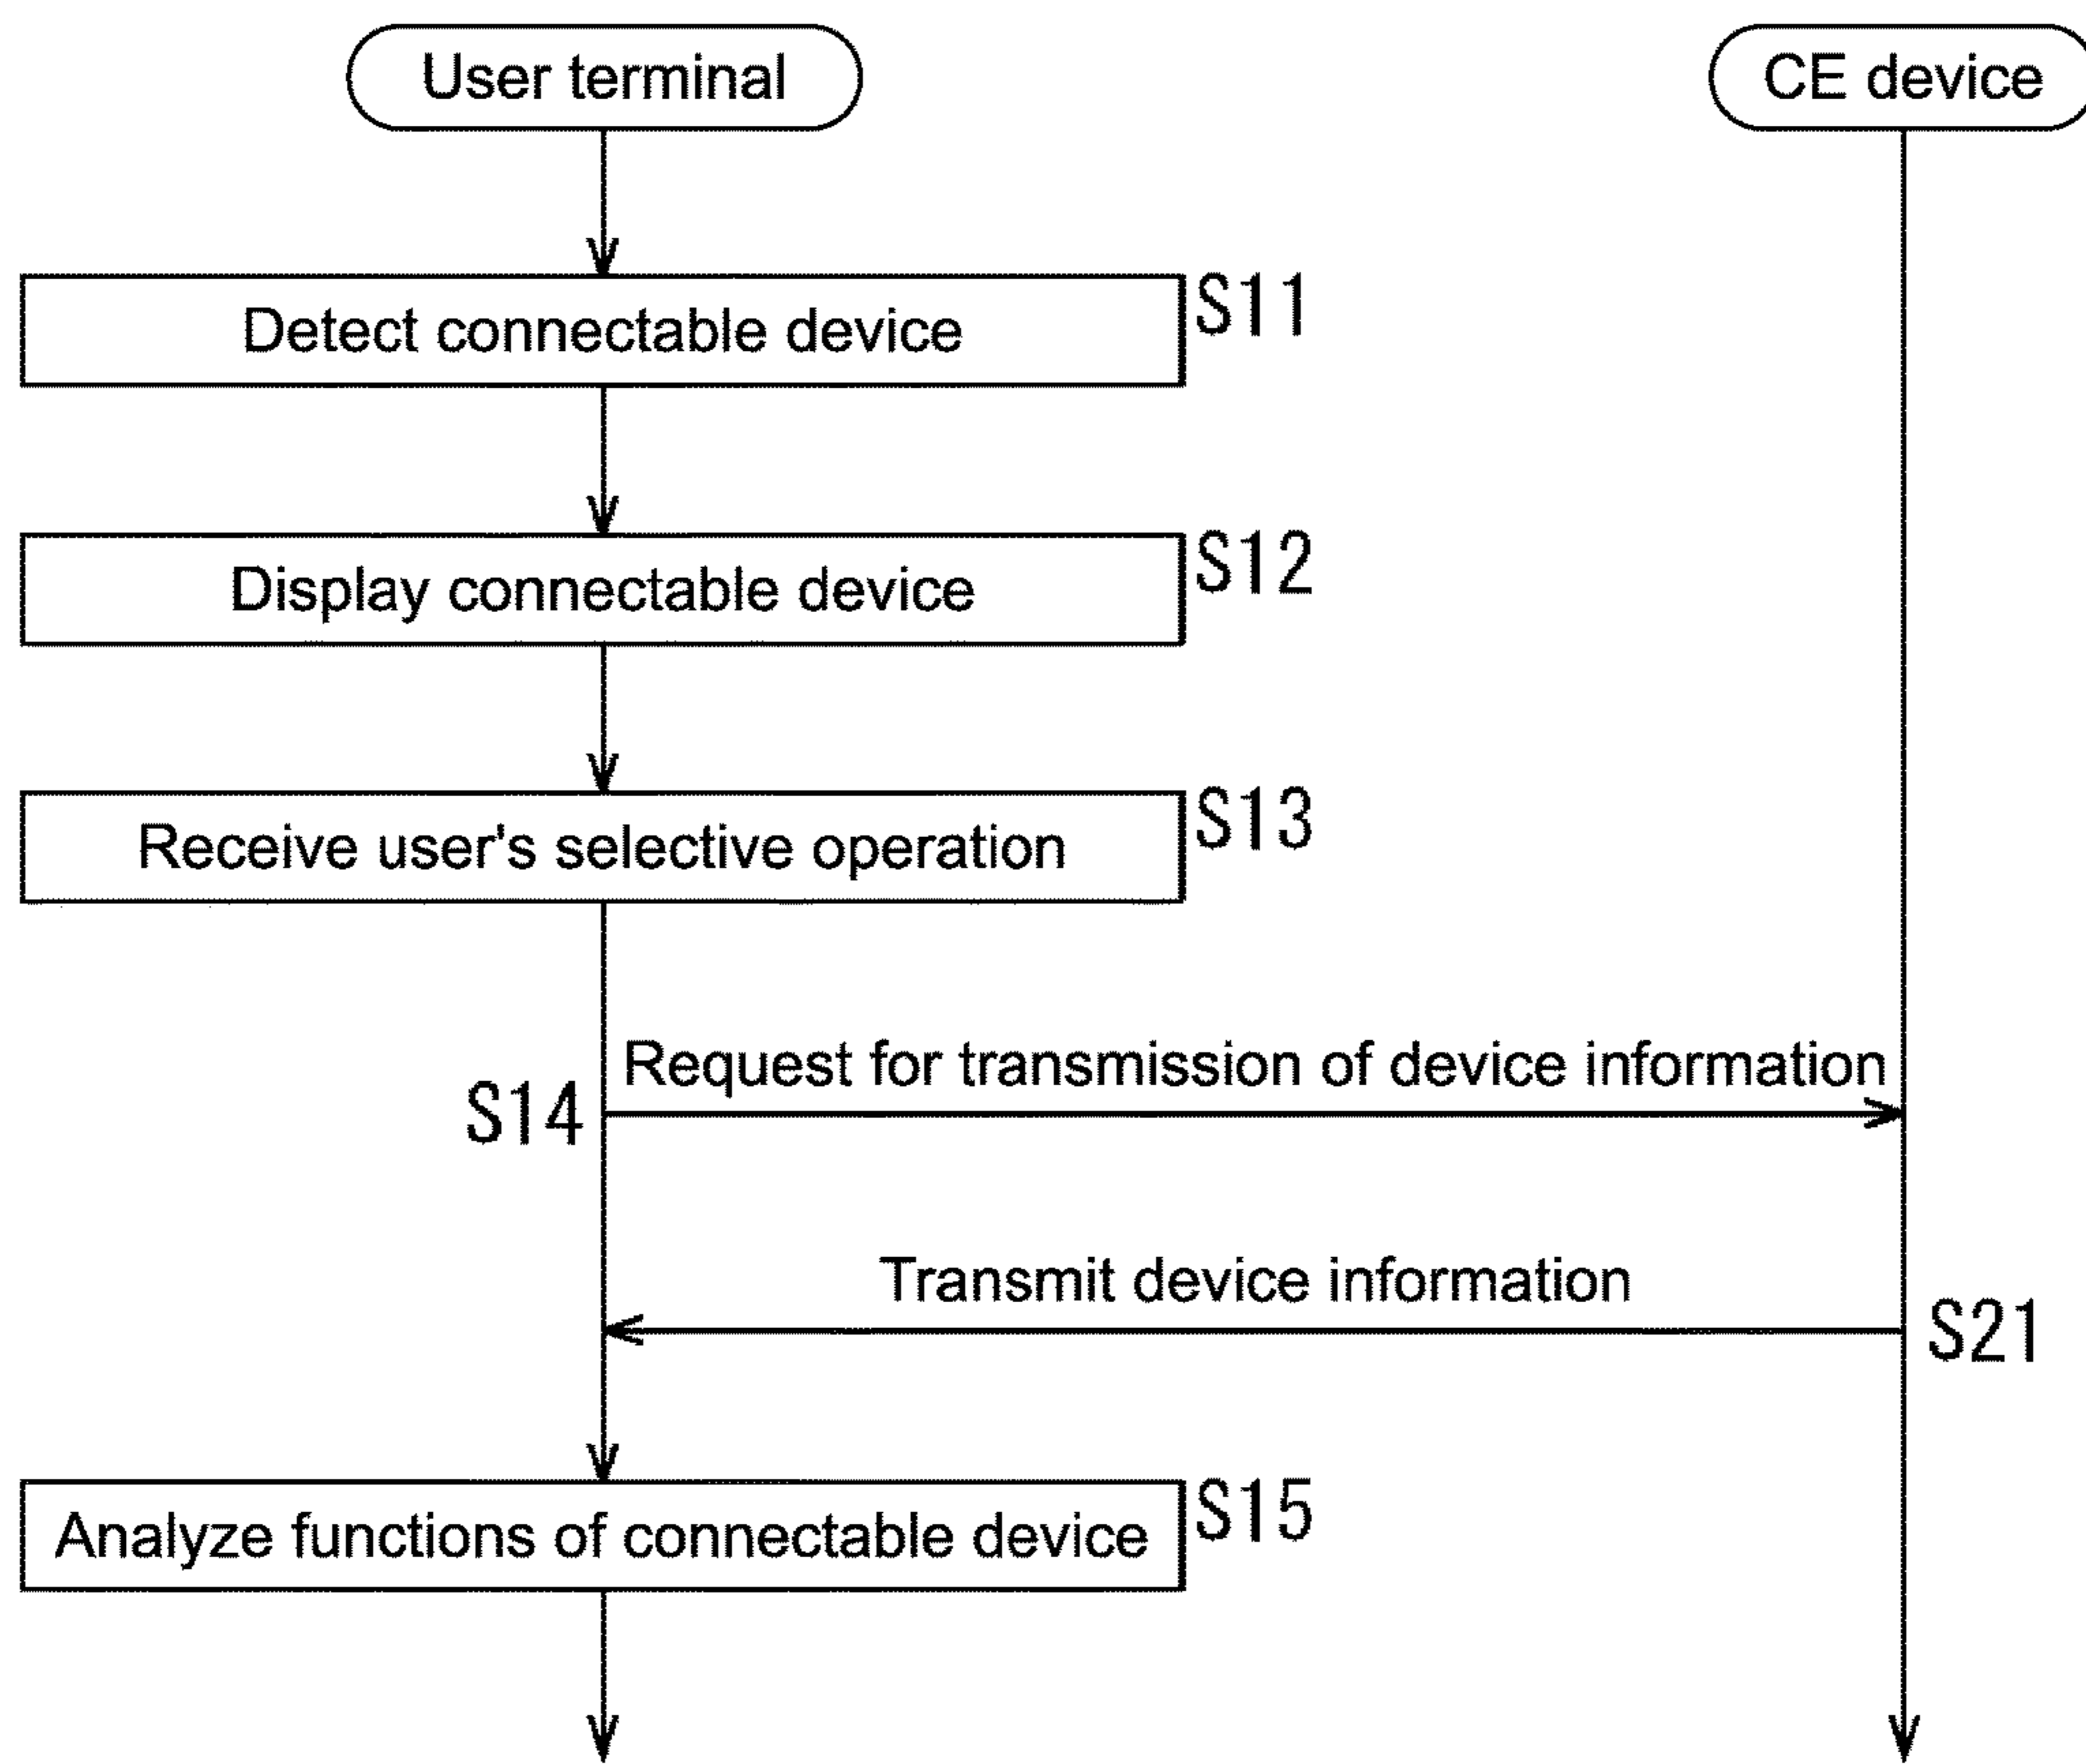 User terminal
CE device
Detect connectable device
S11
Display connectable device
S12
Receive user's selective operation
S13
Request for transmission of device information
S14
Transmit device information
S21
Analyze functions of connectable device
S15